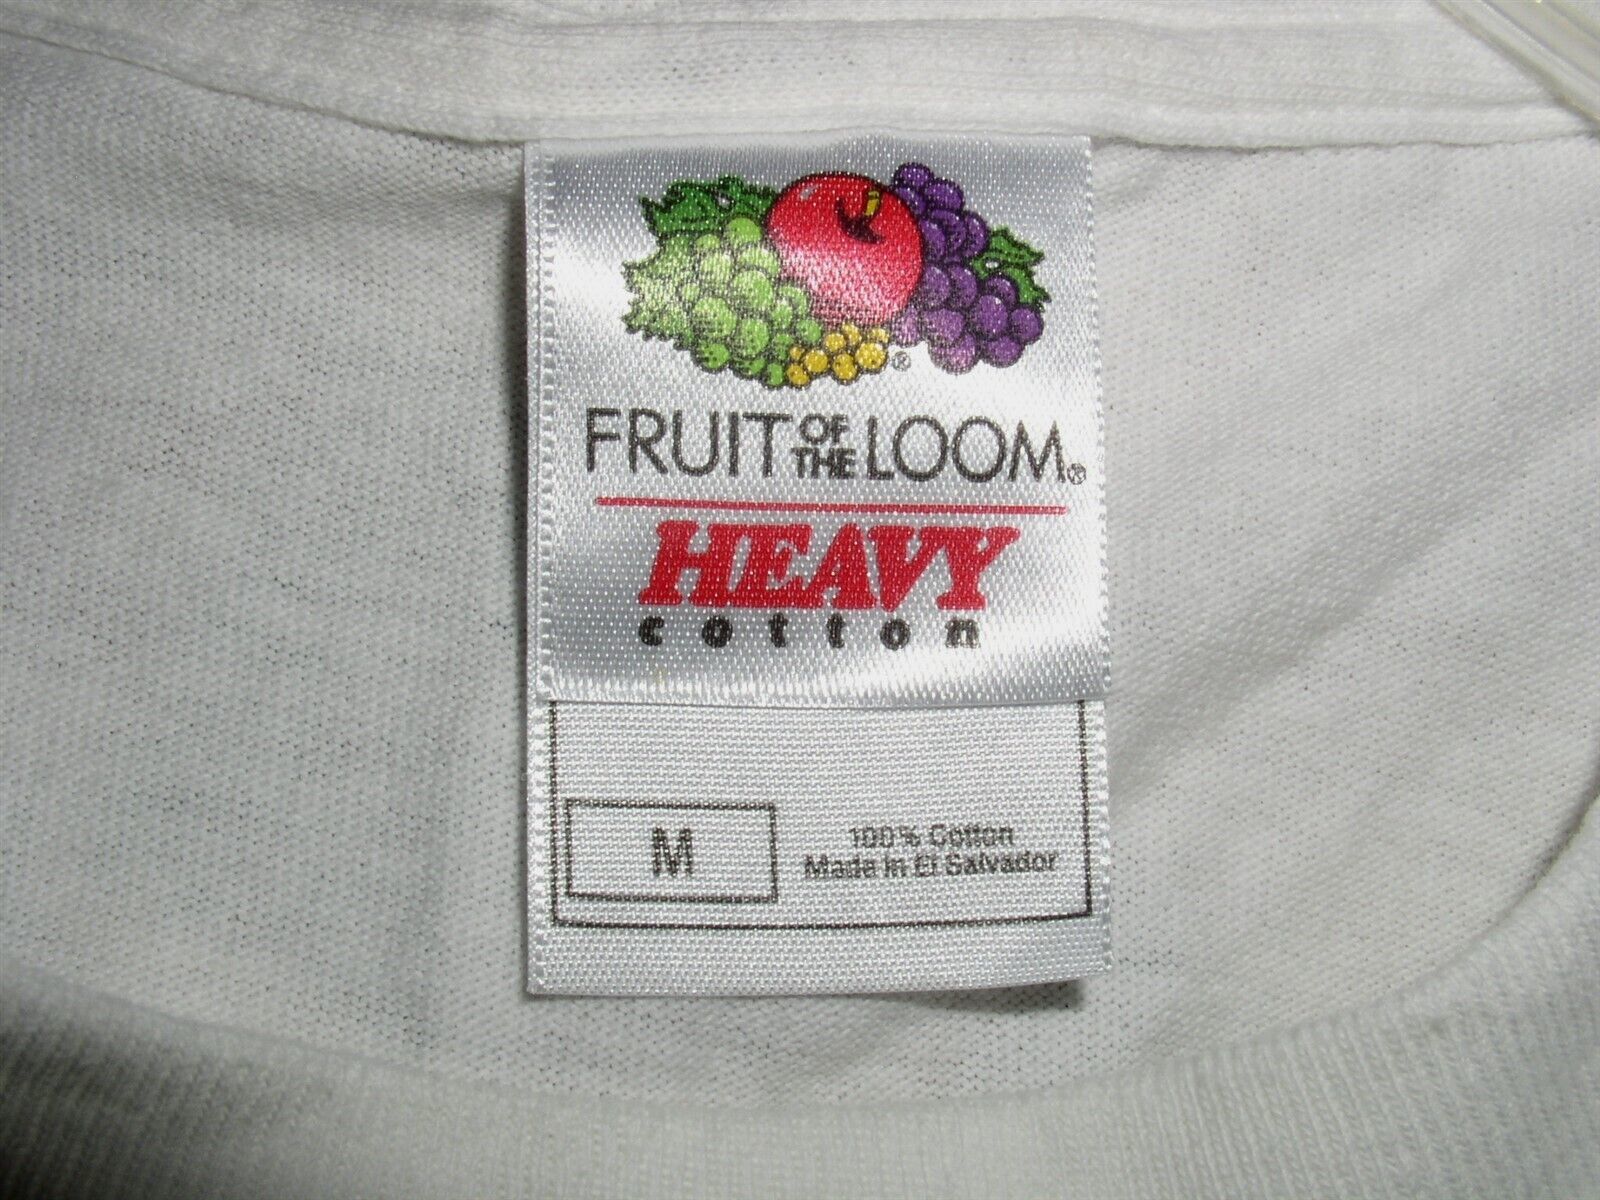 ®
FRUIT OF THE LOOM®
HEAVY
cotton
M
100% Cotton
Made in El Salvador